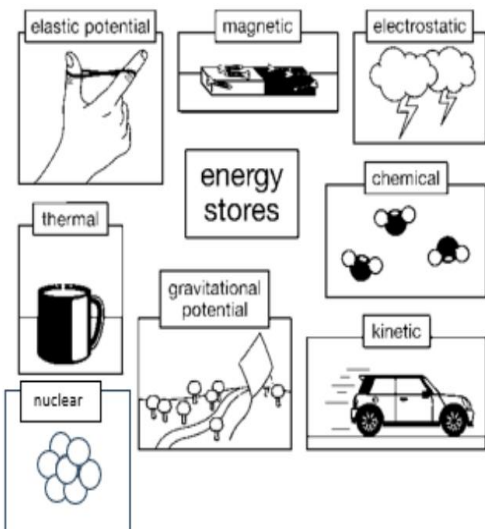 elastic potential
magnetic
electrostatic
energy
stores
chemical
thermal
gravitational
potential
kinetic
nuclear